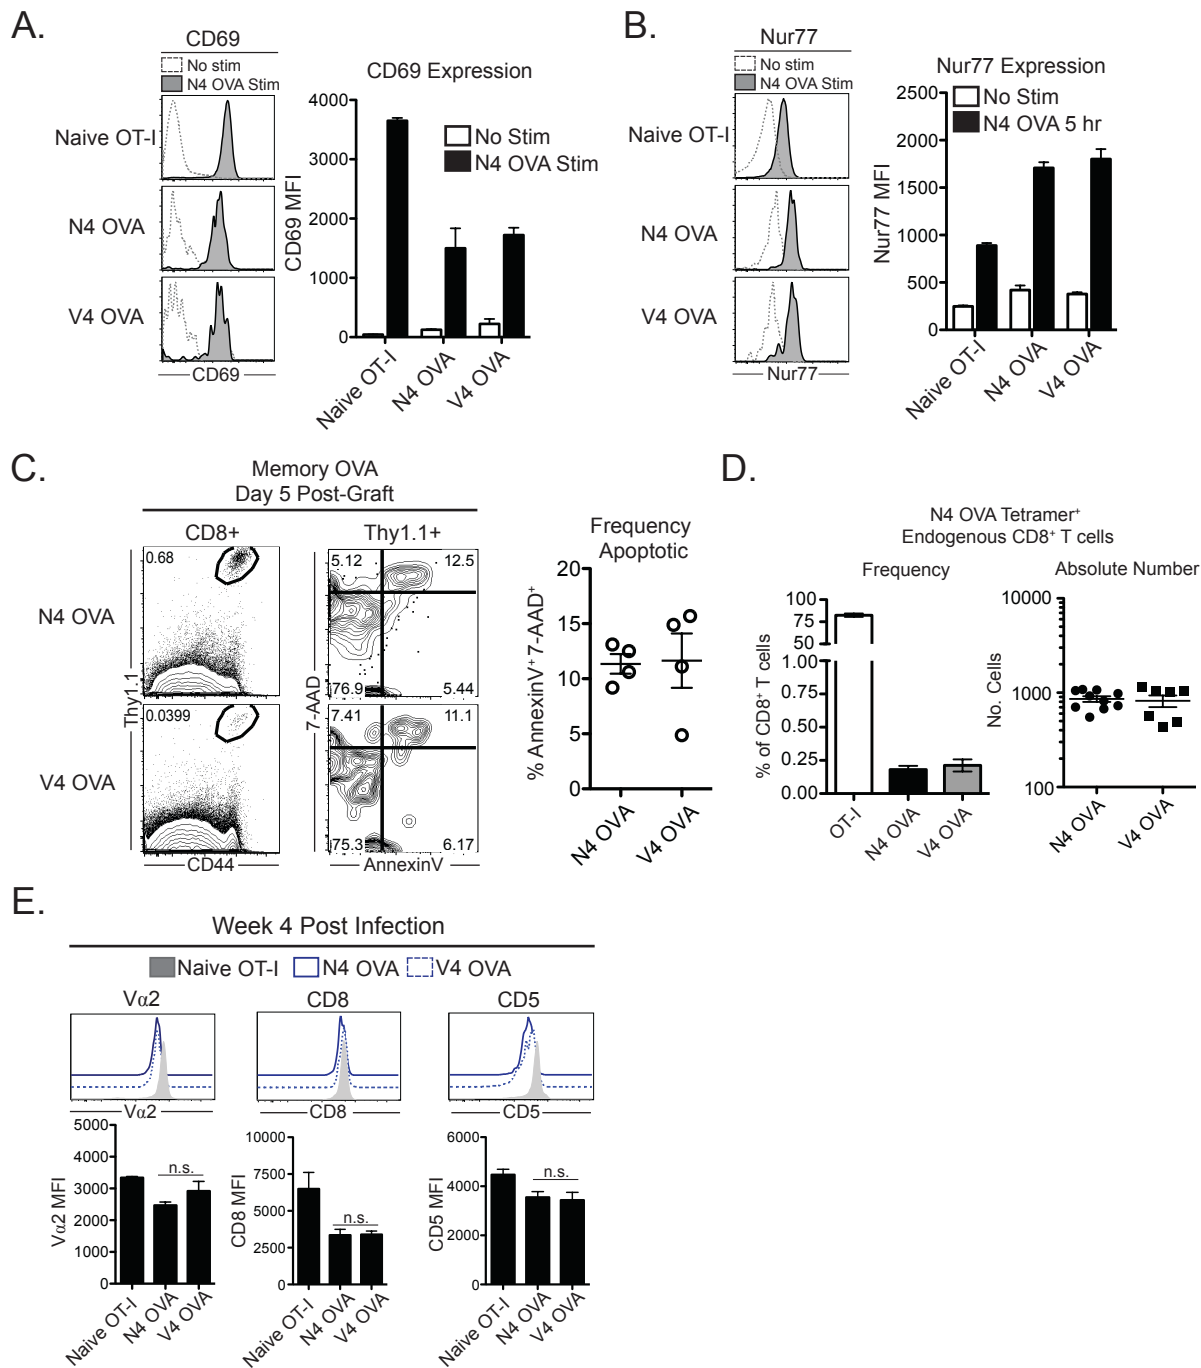 A.
CD69
No stim
N4 OVA Stim
Naive OT-I
N4 OVA
V4 OVA
CD69
CD69 Expression
CD69 MFI
4000
3000
2000
1000
0
No Stim
N4 OVA Stim
Naive OT-I
N4 OVA
V4 OVA
B.
Nur77
No stim
N4 OVA Stim
Naive OT-I
N4 OVA
V4 OVA
Nur77
Nur77 Expression
Nur77 MFI
2500
2000
1500
1000
500
0
No Stim
N4 OVA 5 hr
Naive OT-I
N4 OVA
V4 OVA
C.
Memory OVA
Day 5 Post-Graft
CD8+
Thy1.1+
N4 OVA
0.68
5.12
12.5
76.9
5.44
V4 OVA
0.0399
7.41
11.1
75.3
6.17
Thy1.1
7-AAD
CD44
AnnexinV
Frequency
Apoptotic
% AnnexinV⁺7-AAD⁺
20
15
10
5
0
N4 OVA
V4 OVA
D.
N4 OVA Tetramer⁺
Endogenous CD8⁺ T cells
Frequency
% of CD8⁺ T cells
100
75
50
1.00
0.75
0.50
0.25
0.00
OT-I
N4 OVA
V4 OVA
Absolute Number
No. Cells
10000
1000
100
N4 OVA
V4 OVA
E.
Week 4 Post Infection
Naive OT-I N4 OVA V4 OVA
Vα2
CD8
CD5
Vα2
CD8
CD5
Vα2 MFI
5000
4000
3000
2000
1000
0
n.s.
Naive OT-I
N4 OVA
V4 OVA
CD8 MFI
10000
7500
5000
2500
0
n.s.
Naive OT-I
N4 OVA
V4 OVA
CD5 MFI
6000
4000
2000
0
n.s.
Naive OT-I
N4 OVA
V4 OVA